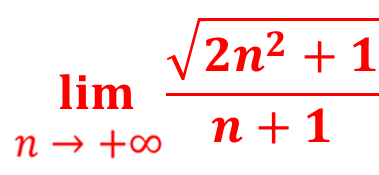 lim √(2n² + 1) / (n + 1)
n → +∞